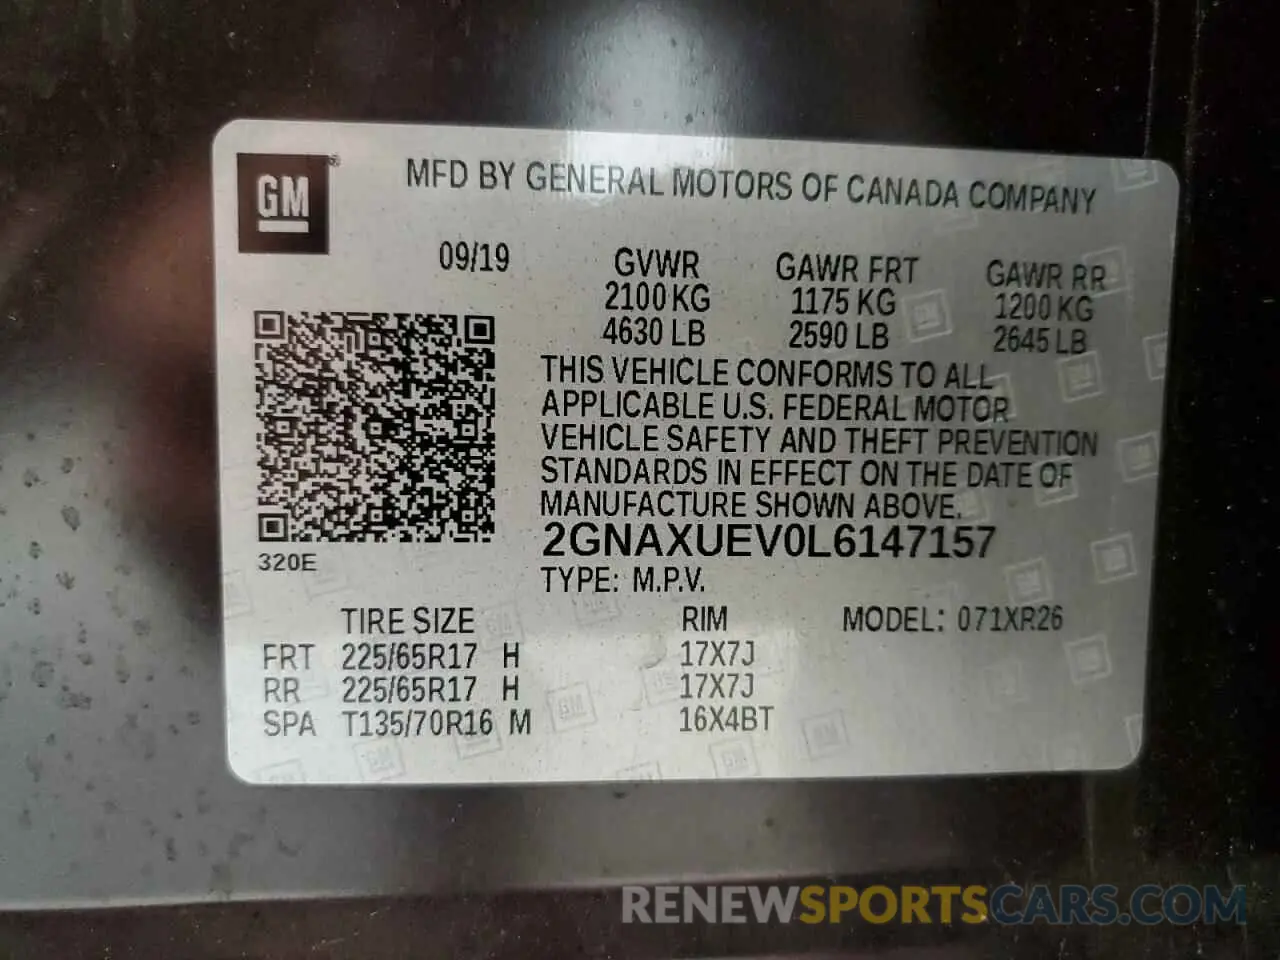 GM
MFD BY GENERAL MOTORS OF CANADA COMPANY
09/19 GVWR GAWR FRT GAWR RR
2100 KG 1175 KG 1200 KG
4630 LB 2590 LB 2645 LB
THIS VEHICLE CONFORMS TO ALL
APPLICABLE U.S. FEDERAL MOTOR
VEHICLE SAFETY AND THEFT PREVENTION
STANDARDS IN EFFECT ON THE DATE OF
MANUFACTURE SHOWN ABOVE.
2GNAXUEV0L6147157
320E
TYPE: M.P.V.
TIRE SIZE RIM MODEL: 071XR26
FRT 225/65R17 H 17X7J
RR 225/65R17 H 17X7J
SPA T135/70R16 M 16X4BT
RENEWSPORTSCARS.COM